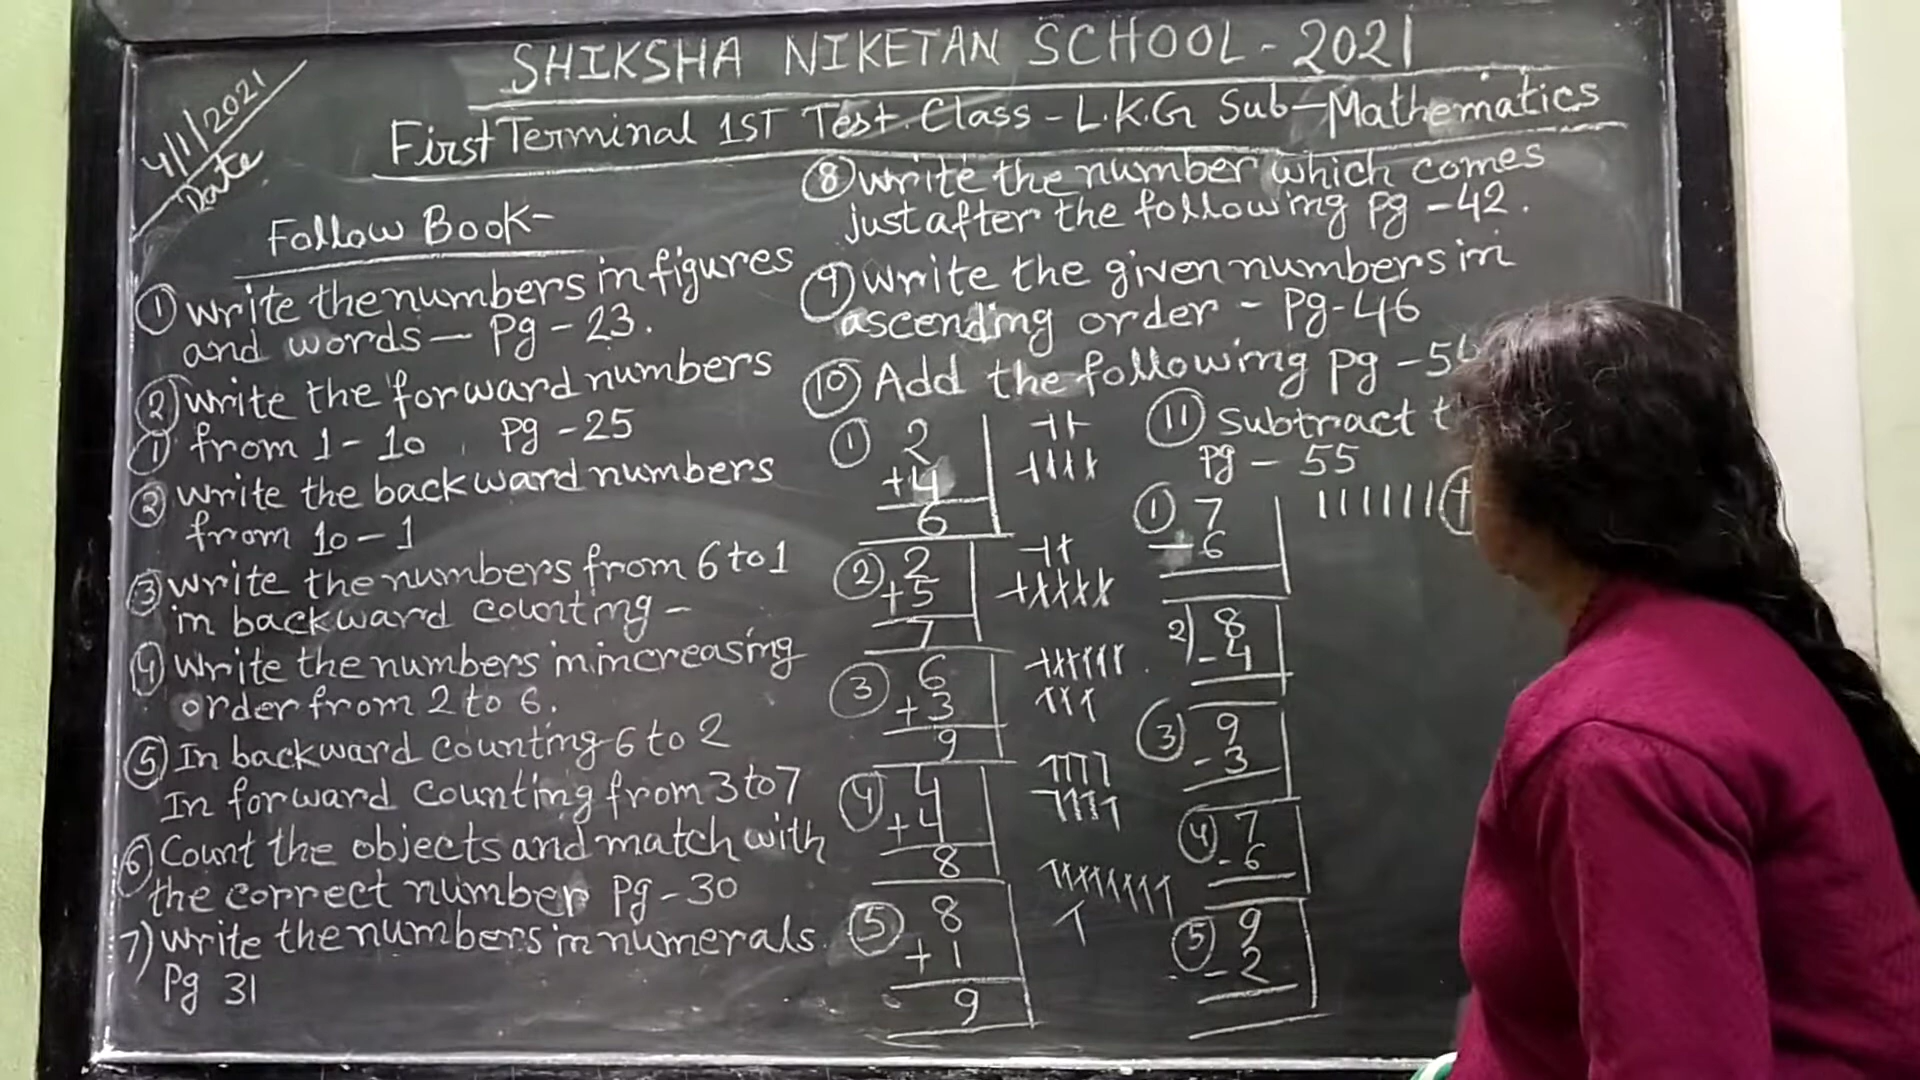 SHIKSHA NIKETAN SCHOOL - 2021
4/1/2021
Date
First Terminal 1ST Test. Class - L.K.G Sub - Mathematics
Follow Book -
① Write the numbers in figures
and words - Pg - 23.
② Write the forward numbers
① from 1 - 10 Pg - 25
② Write the backward numbers
from 10 - 1
③ Write the numbers from 6 to 1
in backward counting -
④ Write the numbers in increasing
order from 2 to 6.
⑤ In backward counting 6 to 2
In forward counting from 3 to 7
⑥ Count the objects and match with
the correct number Pg - 30
7) Write the numbers in numerals.
Pg 31
⑧ Write the number which comes
just after the following Pg - 42.
⑨ Write the given numbers in
ascending order - Pg - 46
⑩ Add the following Pg -
① 2
+ 4
6
② 2
+ 5
7
③ 6
+ 3
9
④ 4
+ 4
8
⑤ 8
+ 1
9
⑪ Subtract
Pg - 55
① 7
- 6
2) 8
- 4
③ 9
- 3
④ 7
- 6
⑤ 9
- 2